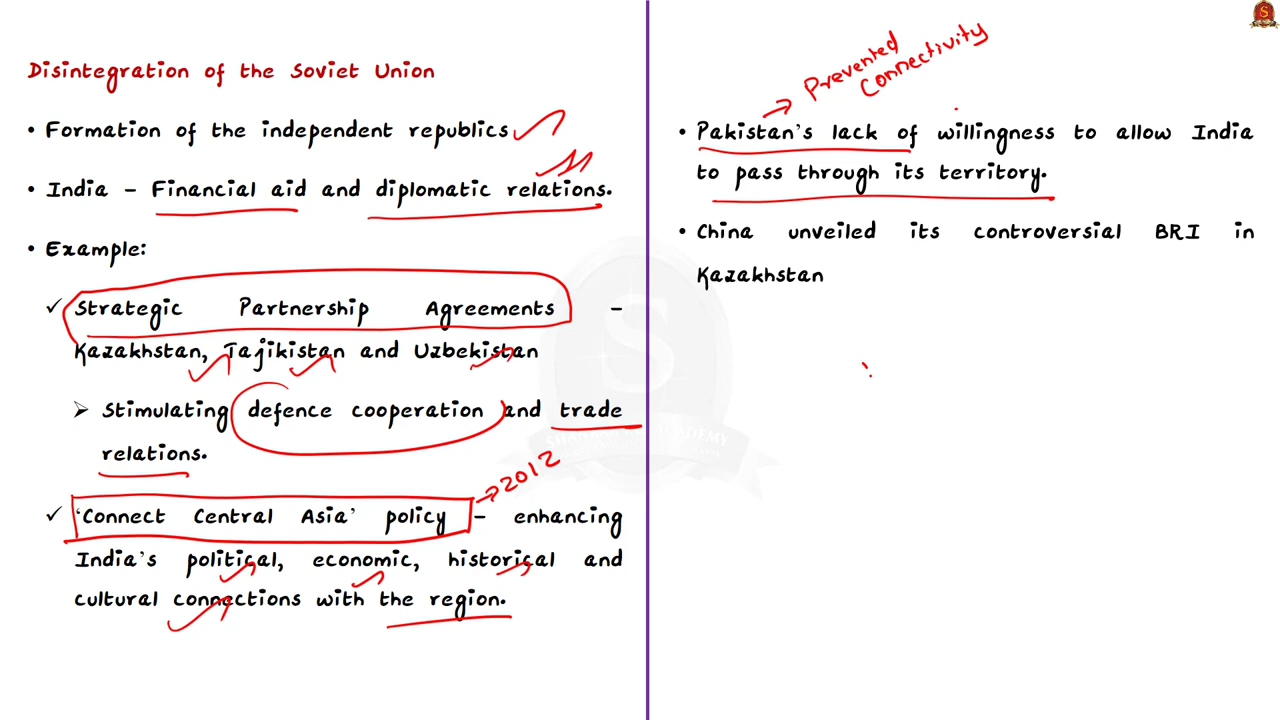 Disintegration of the Soviet Union
• Formation of the independent republics
• India – Financial aid and diplomatic relations.
• Example:
✓ Strategic Partnership Agreements –
Kazakhstan, Tajikistan and Uzbekistan
➢ Stimulating defence cooperation and trade
relations.
→ 2012
✓ 'Connect Central Asia' policy – enhancing
India's political, economic, historical and
cultural connections with the region.
→ Prevented
Connectivity
• Pakistan's lack of willingness to allow India
to pass through its territory.
• China unveiled its controversial BRI in
Kazakhstan